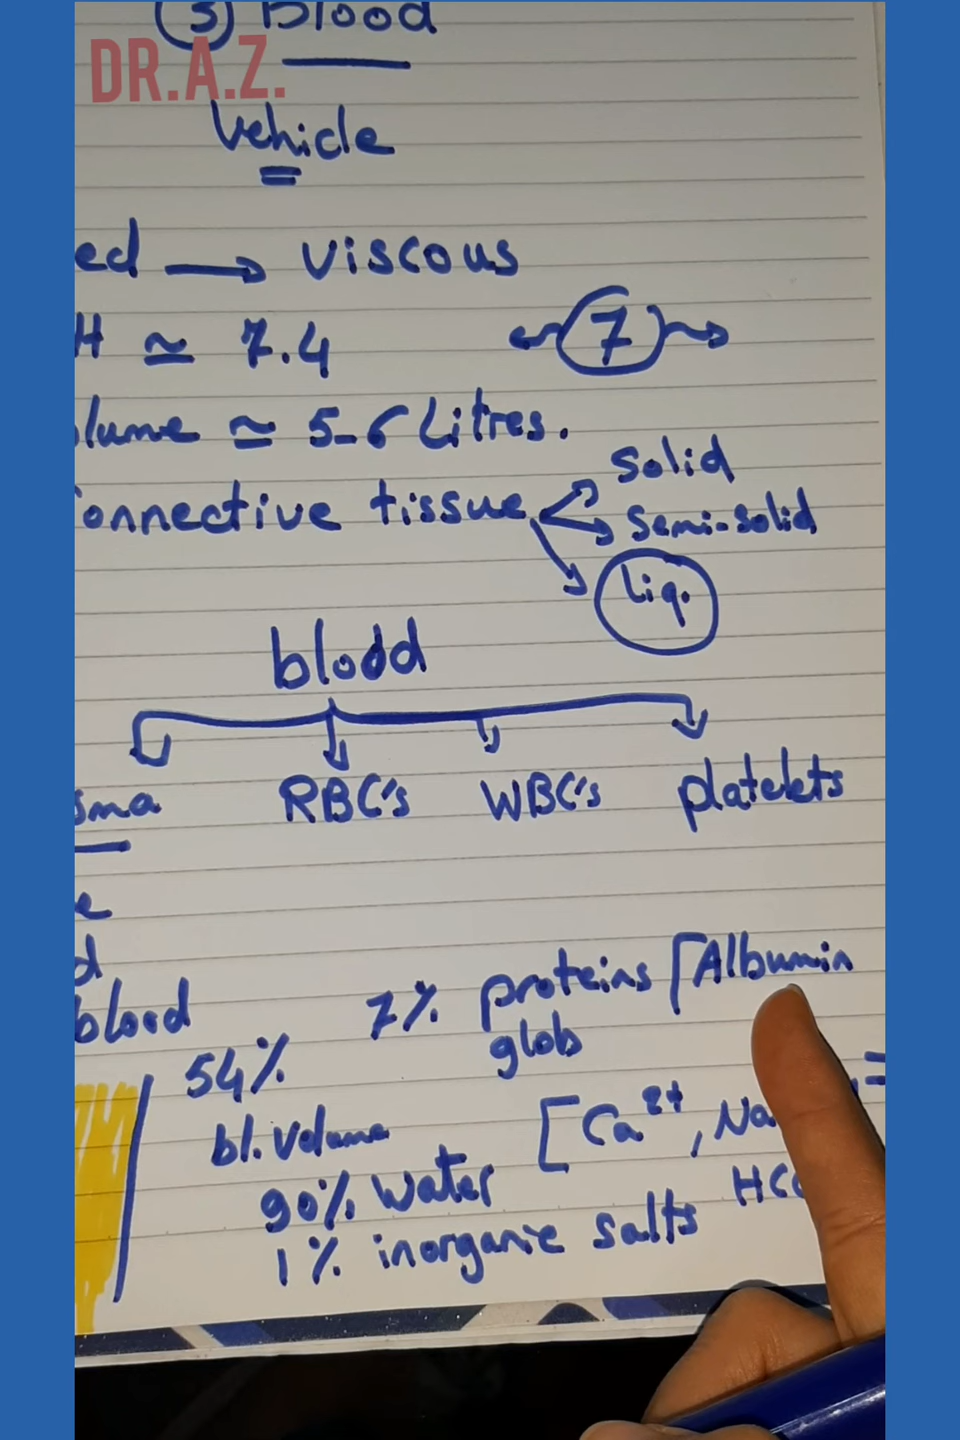 (3) Blood
DR.A.Z.
Vehicle
ed → viscous
H ≃ 7.4
7
lume ≃ 5-6 Litres.
onnective tissue
solid
semi-solid
liq.
blood
sma
RBC's
WBC's
platelets
e
d
blood
7% proteins [Albumin
glob
54%
bl. volume
[Ca²⁺, Na
90% water
HC
1% inorganic salts